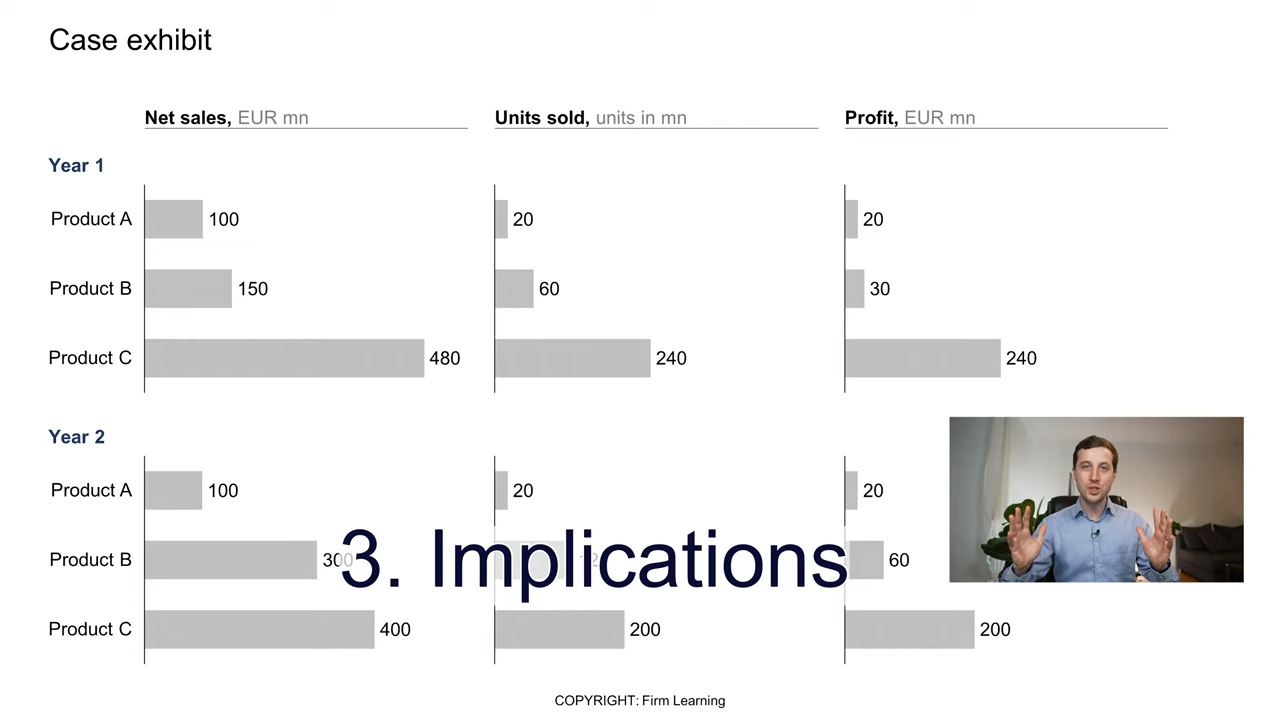 Case exhibit
Net sales, EUR mn
Units sold, units in mn
Profit, EUR mn
Year 1
Product A
100
20
20
Product B
150
60
30
Product C
480
240
240
Year 2
Product A
100
20
20
Product B
300
60
3. Implications
Product C
400
200
200
COPYRIGHT: Firm Learning